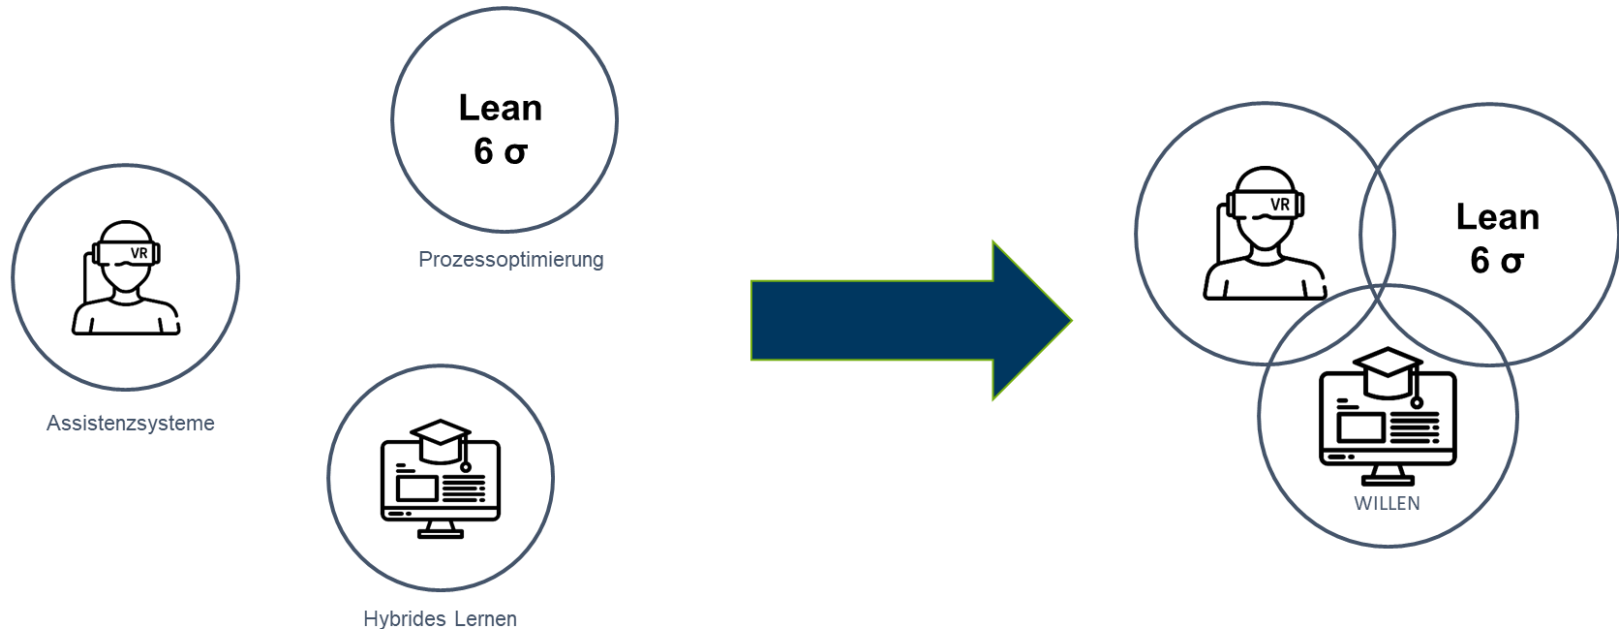 Lean
6 σ
Prozessoptimierung
VR
Assistenzsysteme
Hybrides Lernen
VR
Lean
6 σ
WILLEN